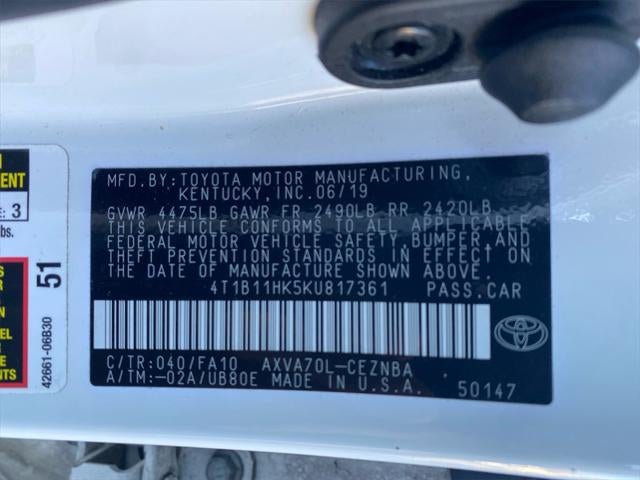 MFD.BY:TOYOTA MOTOR MANUFACTURING,
KENTUCKY, INC.06/19
GVWR 4475LB GAWR FR 2490LB RR 2420LB
THIS VEHICLE CONFORMS TO ALL APPLICABLE
FEDERAL MOTOR VEHICLE SAFETY, BUMPER, AND
THEFT PREVENTION STANDARDS IN EFFECT ON
THE DATE OF MANUFACTURE SHOWN ABOVE.
4T1B11HK5KU817361 PASS.CAR
C/TR:040/FA10 AXVA70L-CEZNBA
A/TM:-02A/UB80E MADE IN U.S.A. 50147
TOYOTA
51
42661-06B30
: 3
bs.